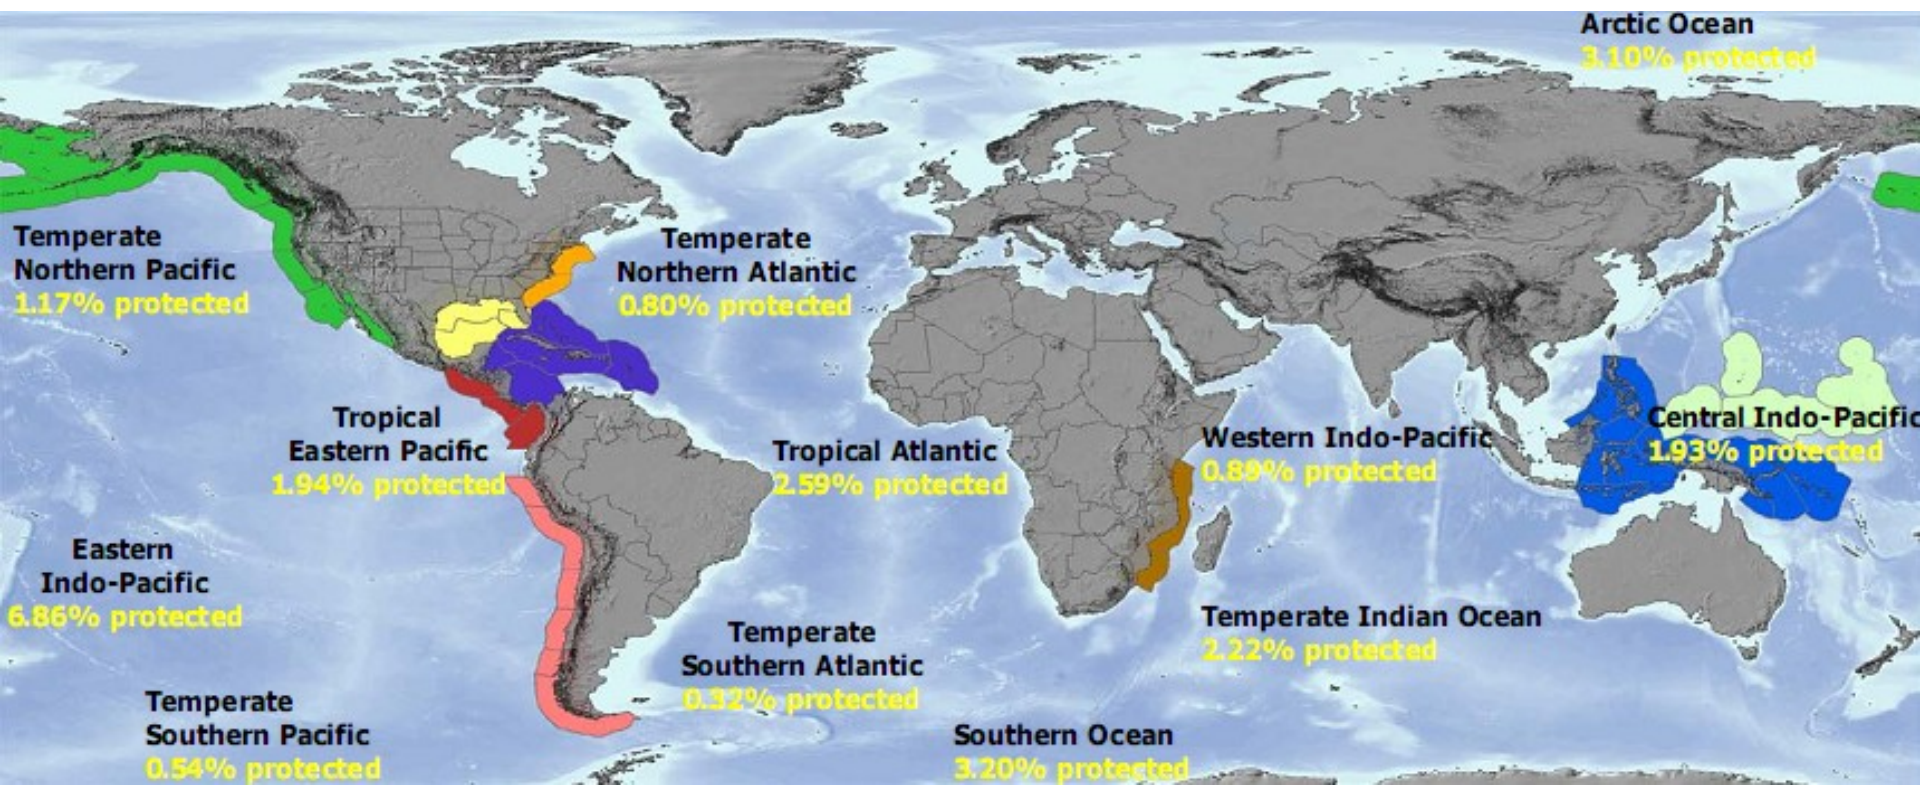 Arctic Ocean
3.10% protected
Temperate
Northern Pacific
1.17% protected
Temperate
Northern Atlantic
0.80% protected
Tropical
Eastern Pacific
1.94% protected
Tropical Atlantic
2.59% protected
Western Indo-Pacific
0.89% protected
Central Indo-Pacific
1.93% protected
Eastern
Indo-Pacific
6.86% protected
Temperate Indian Ocean
2.22% protected
Temperate
Southern Atlantic
0.32% protected
Temperate
Southern Pacific
0.54% protected
Southern Ocean
3.20% protected